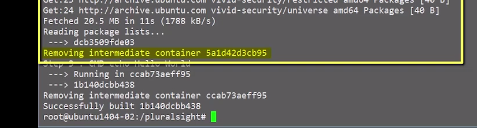 Get:23 http://archive.ubuntu.com vivid-security/restricted amd64 Packages [40 B]
Get:24 http://archive.ubuntu.com vivid-security/universe amd64 Packages [40 B]
Fetched 20.5 MB in 11s (1788 kB/s)
Reading package lists...
---> dcb3509fde03
Removing intermediate container 5a1d42d3cb95
Step 3 : CMD echo Hello World
---> Running in ccab73aeff95
---> 1b140dcbb438
Removing intermediate container ccab73aeff95
Successfully built 1b140dcbb438
root@ubuntu1404-02:/pluralsight#